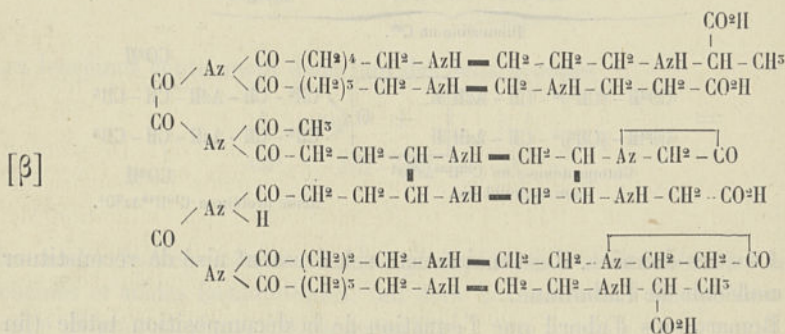 CO²H
CO – (CH²)⁴ – CH² – AzH – CH² – CH² – CH² – AzH – CH – CH³
Az
CO
CO – (CH²)³ – CH² – AzH – CH² – AzH – CH² – CH² – CO²H
CO
CO – CH³
Az
CO – CH² – CH² – CH – AzH – CH² – CH – Az – CH² – CO
[β]
CO – CH² – CH² – CH – AzH – CH² – CH – AzH – CH² -- CO²H
Az
H
CO
CO – (CH²)² – CH² – AzH – CH² – CH². – Az – CH² – CH² – CO
Az
CO – (CH²)³ – CH² – AzH – CH² – CH². – AzH – CH – CH³
CO²H